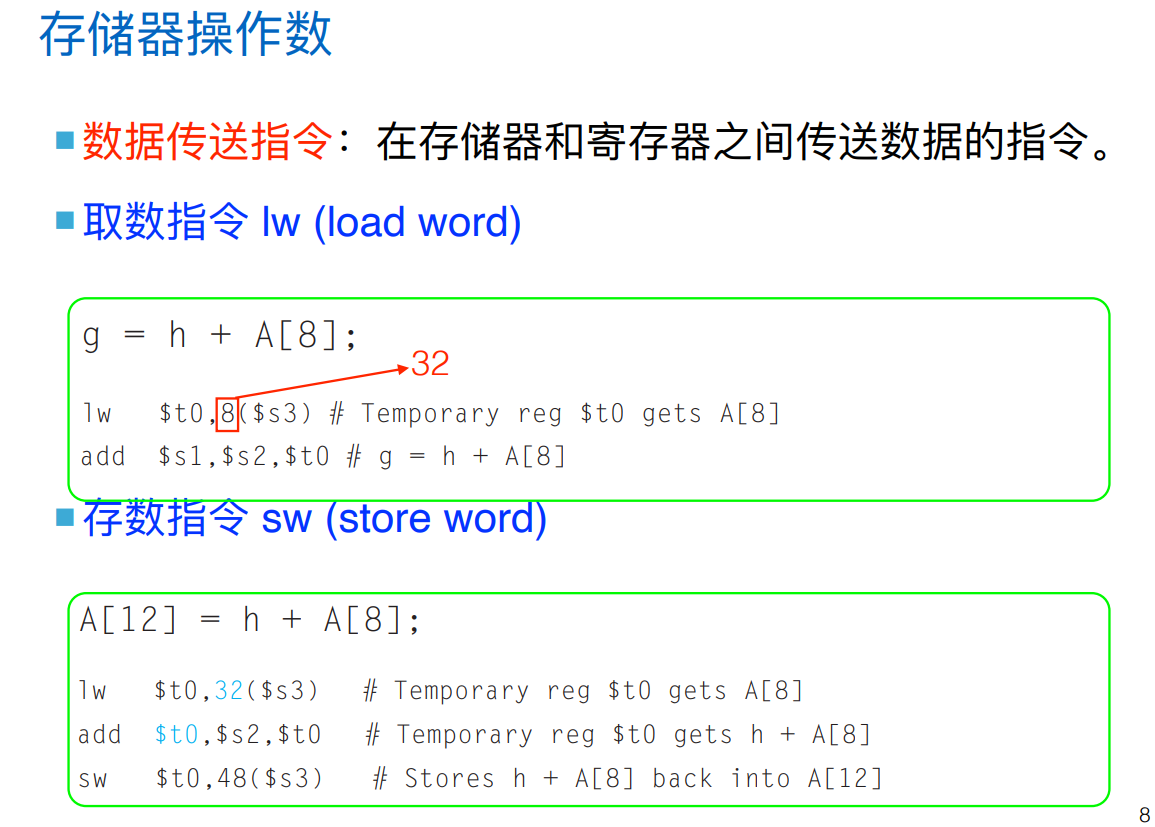 存储器操作数
数据传送指令：在存储器和寄存器之间传送数据的指令。
取数指令 lw (load word)
g = h + A[8];
32
lw $t0,8($s3) # Temporary reg $t0 gets A[8]
add $s1,$s2,$t0 # g = h + A[8]
存数指令 sw (store word)
A[12] = h + A[8];
lw $t0,32($s3) # Temporary reg $t0 gets A[8]
add $t0,$s2,$t0 # Temporary reg $t0 gets h + A[8]
sw $t0,48($s3) # Stores h + A[8] back into A[12]
8